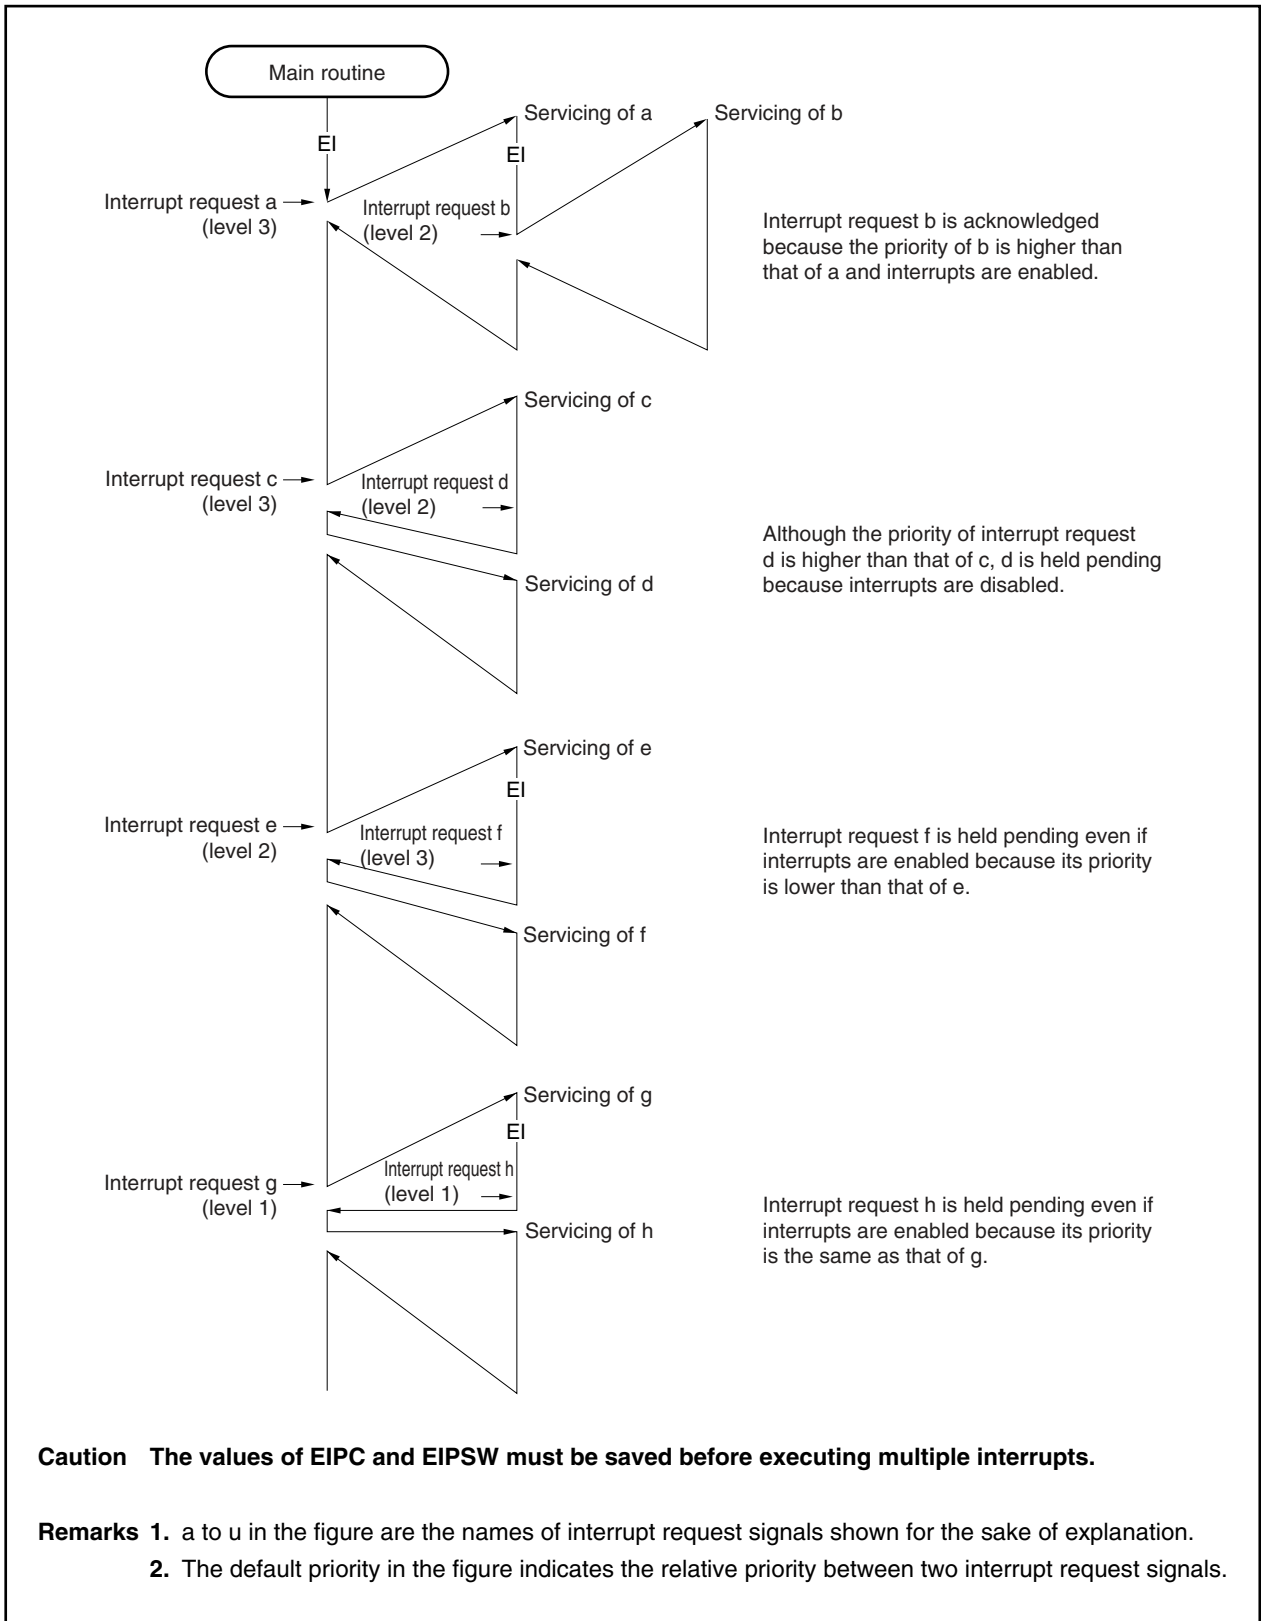 Main routine
EI
Servicing of a
EI
Servicing of b
Interrupt request a
(level 3)
Interrupt request b
(level 2)
Interrupt request b is acknowledged
because the priority of b is higher than
that of a and interrupts are enabled.
Servicing of c
Interrupt request c
(level 3)
Interrupt request d
(level 2)
Although the priority of interrupt request
d is higher than that of c, d is held pending
because interrupts are disabled.
Servicing of d
Servicing of e
EI
Interrupt request e
(level 2)
Interrupt request f
(level 3)
Interrupt request f is held pending even if
interrupts are enabled because its priority
is lower than that of e.
Servicing of f
Servicing of g
EI
Interrupt request g
(level 1)
Interrupt request h
(level 1)
Interrupt request h is held pending even if
interrupts are enabled because its priority
is the same as that of g.
Servicing of h
Caution The values of EIPC and EIPSW must be saved before executing multiple interrupts.
Remarks 1. a to u in the figure are the names of interrupt request signals shown for the sake of explanation.
2. The default priority in the figure indicates the relative priority between two interrupt request signals.